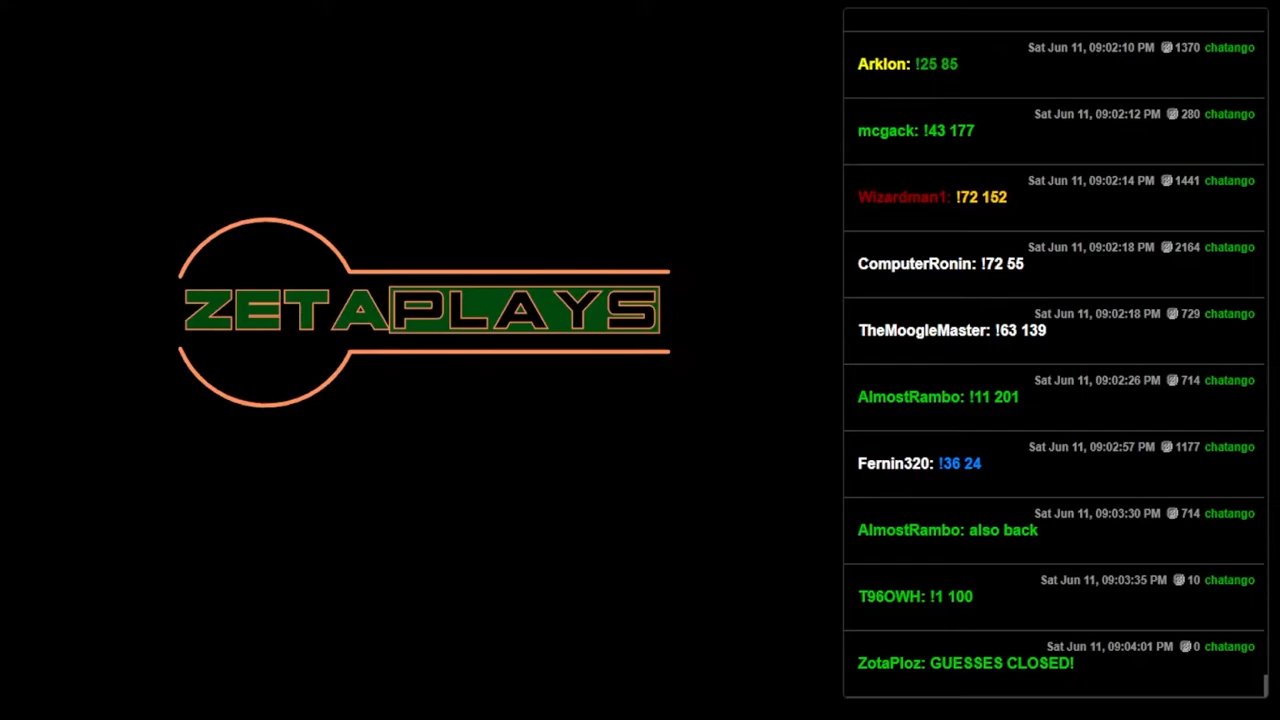 ZETAPLAYS
Sat Jun 11, 09:02:10 PM 1370 chatango
Arklon: !25 85
Sat Jun 11, 09:02:12 PM 280 chatango
mcgack: !43 177
Sat Jun 11, 09:02:14 PM 1441 chatango
Wizardman1: !72 152
Sat Jun 11, 09:02:18 PM 2164 chatango
ComputerRonin: !72 55
Sat Jun 11, 09:02:18 PM 729 chatango
TheMoogleMaster: !63 139
Sat Jun 11, 09:02:26 PM 714 chatango
AlmostRambo: !11 201
Sat Jun 11, 09:02:57 PM 1177 chatango
Fernin320: !36 24
Sat Jun 11, 09:03:30 PM 714 chatango
AlmostRambo: also back
Sat Jun 11, 09:03:35 PM 10 chatango
T96OWH: !1 100
Sat Jun 11, 09:04:01 PM 0 chatango
ZotaPloz: GUESSES CLOSED!